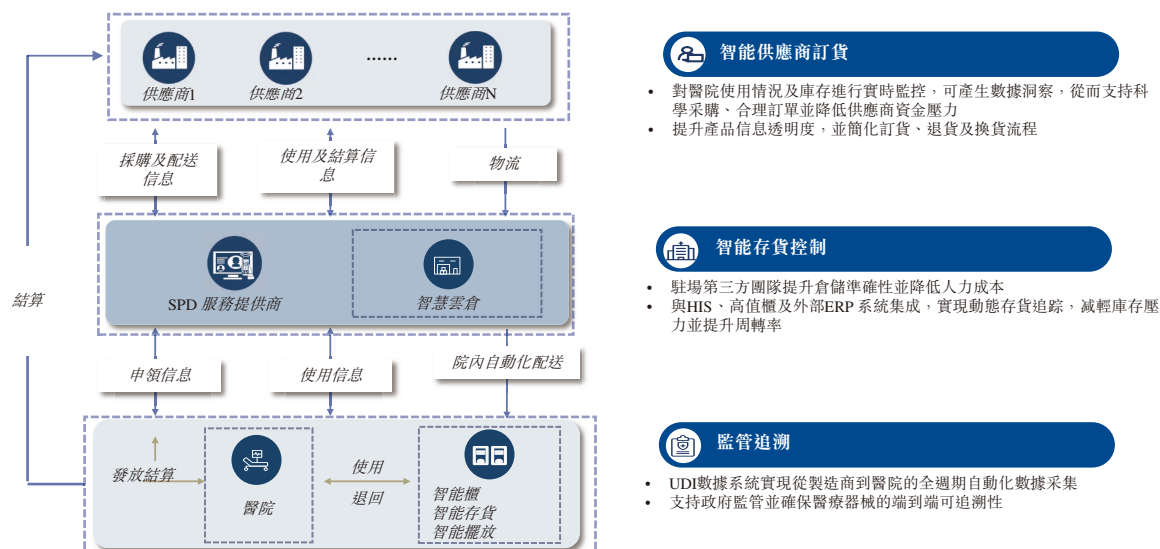 供應商1
供應商2
······
供應商N
採購及配送
信息
使用及結算信
息
物流
結算
SPD 服務提供商
智慧雲倉
申領信息
使用信息
院內自動化配送
發放結算
醫院
使用
退回
智能櫃
智能存貨
智能擺放
智能供應商訂貨
• 對醫院使用情況及庫存進行實時監控，可產生數據洞察，從而支持科
學采購、合理訂單並降低供應商資金壓力
• 提升產品信息透明度，並簡化訂貨、退貨及換貨流程
智能存貨控制
• 駐場第三方團隊提升倉儲準確性並降低人力成本
• 與HIS、高值櫃及外部ERP 系統集成，實現動態存貨追踪，減輕庫存壓
力並提升周轉率
監管追溯
• UDI數據系統實現從製造商到醫院的全週期自動化數據采集
• 支持政府監管並確保醫療器械的端到端可追溯性